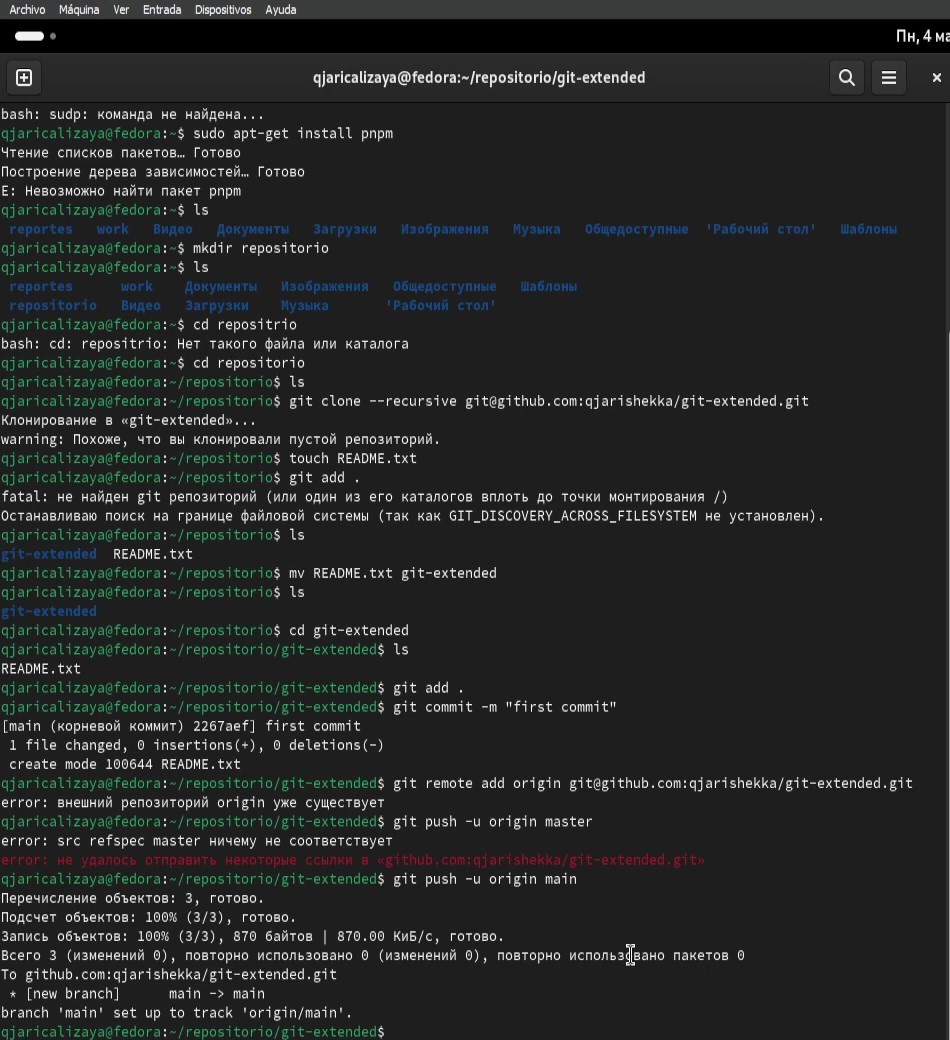 Archivo Máquina Ver Entrada Dispositivos Ayuda
Пн, 4 ма
qjaricalizaya@fedora:~/repositorio/git-extended
bash: sudp: команда не найдена...
qjaricalizaya@fedora:~$ sudo apt-get install pnpm
Чтение списков пакетов… Готово
Построение дерева зависимостей… Готово
E: Невозможно найти пакет pnpm
qjaricalizaya@fedora:~$ ls
reportes work Видео Документы Загрузки Изображения Музыка Общедоступные 'Рабочий стол' Шаблоны
qjaricalizaya@fedora:~$ mkdir repositorio
qjaricalizaya@fedora:~$ ls
reportes work Документы Изображения Общедоступные Шаблоны
repositorio Видео Загрузки Музыка 'Рабочий стол'
qjaricalizaya@fedora:~$ cd repositrio
bash: cd: repositrio: Нет такого файла или каталога
qjaricalizaya@fedora:~$ cd repositorio
qjaricalizaya@fedora:~/repositorio$ ls
qjaricalizaya@fedora:~/repositorio$ git clone --recursive git@github.com:qjarishekka/git-extended.git
Клонирование в «git-extended»...
warning: Похоже, что вы клонировали пустой репозиторий.
qjaricalizaya@fedora:~/repositorio$ touch README.txt
qjaricalizaya@fedora:~/repositorio$ git add .
fatal: не найден git репозиторий (или один из его каталогов вплоть до точки монтирования /)
Останавливаю поиск на границе файловой системы (так как GIT_DISCOVERY_ACROSS_FILESYSTEM не установлен).
qjaricalizaya@fedora:~/repositorio$ ls
git-extended README.txt
qjaricalizaya@fedora:~/repositorio$ mv README.txt git-extended
qjaricalizaya@fedora:~/repositorio$ ls
git-extended
qjaricalizaya@fedora:~/repositorio$ cd git-extended
qjaricalizaya@fedora:~/repositorio/git-extended$ ls
README.txt
qjaricalizaya@fedora:~/repositorio/git-extended$ git add .
qjaricalizaya@fedora:~/repositorio/git-extended$ git commit -m "first commit"
[main (корневой коммит) 2267aef] first commit
1 file changed, 0 insertions(+), 0 deletions(-)
create mode 100644 README.txt
qjaricalizaya@fedora:~/repositorio/git-extended$ git remote add origin git@github.com:qjarishekka/git-extended.git
error: внешний репозиторий origin уже существует
qjaricalizaya@fedora:~/repositorio/git-extended$ git push -u origin master
error: src refspec master ничему не соответствует
error: не удалось отправить некоторые ссылки в «github.com:qjarishekka/git-extended.git»
qjaricalizaya@fedora:~/repositorio/git-extended$ git push -u origin main
Перечисление объектов: 3, готово.
Подсчет объектов: 100% (3/3), готово.
Запись объектов: 100% (3/3), 870 байтов | 870.00 КиБ/с, готово.
Всего 3 (изменений 0), повторно использовано 0 (изменений 0), повторно использовано пакетов 0
To github.com:qjarishekka/git-extended.git
* [new branch] main -> main
branch 'main' set up to track 'origin/main'.
qjaricalizaya@fedora:~/repositorio/git-extended$